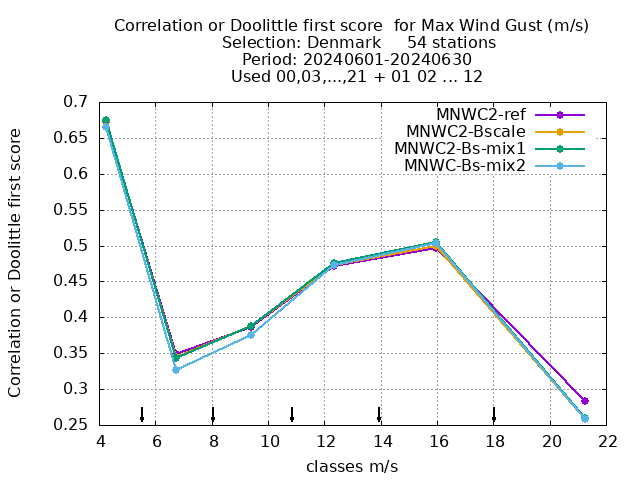 Correlation or Doolittle first score  for Max Wind Gust (m/s)
Selection: Denmark     54 stations
Period: 20240601-20240630
Used 00,03,...,21 + 01 02 ... 12
MNWC2-ref
MNWC2-Bscale
MNWC2-Bs-mix1
MNWC-Bs-mix2
Correlation or Doolittle first score
0.7
0.65
0.6
0.55
0.5
0.45
0.4
0.35
0.3
0.25
4 6 8 10 12 14 16 18 20 22
classes m/s